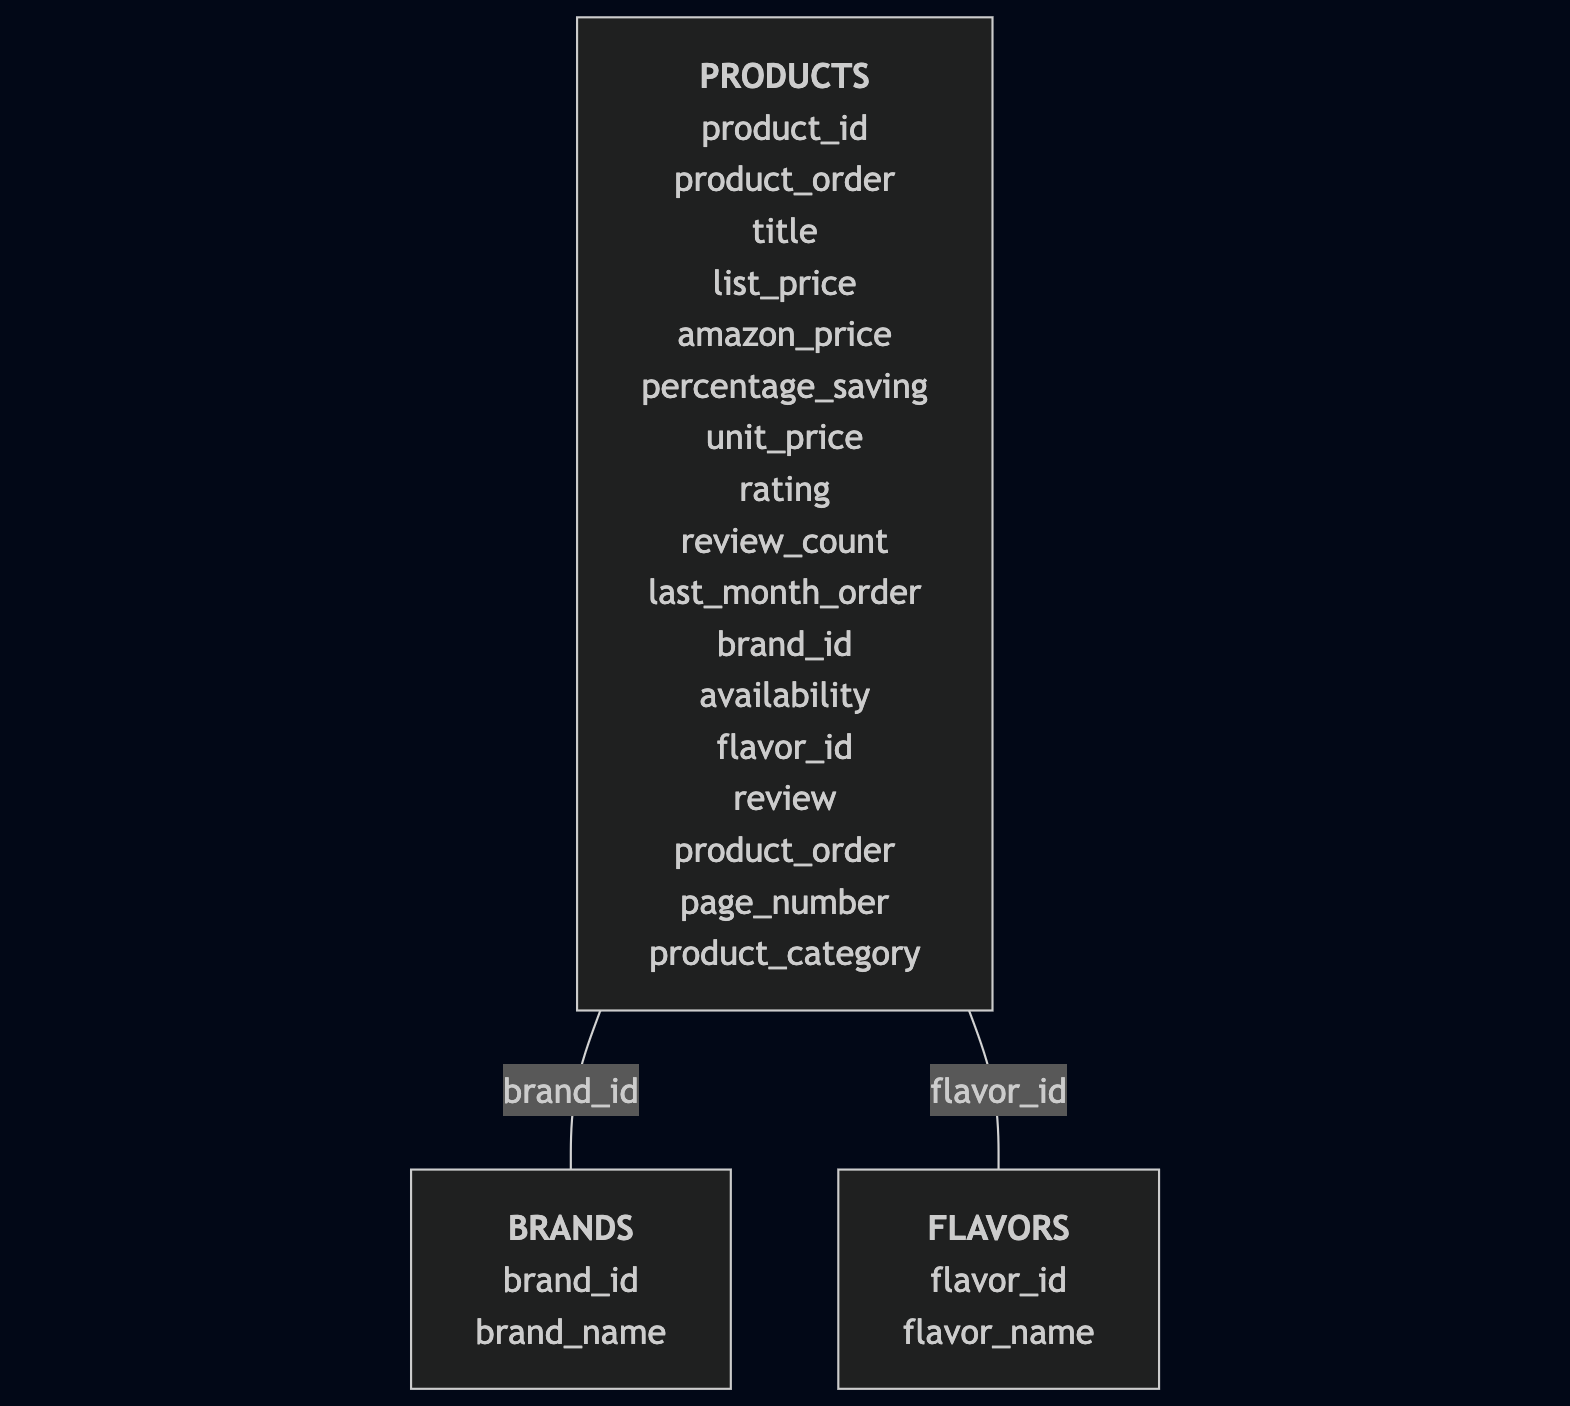 PRODUCTS
product_id
product_order
title
list_price
amazon_price
percentage_saving
unit_price
rating
review_count
last_month_order
brand_id
availability
flavor_id
review
product_order
page_number
product_category
brand_id
flavor_id
BRANDS
brand_id
brand_name
FLAVORS
flavor_id
flavor_name